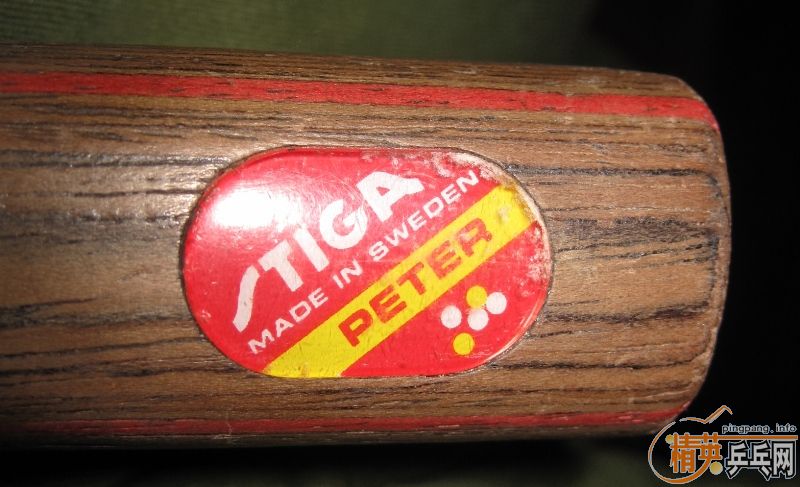 STIGA
MADE IN SWEDEN
PETER
pingpang.info
精英乒乓网